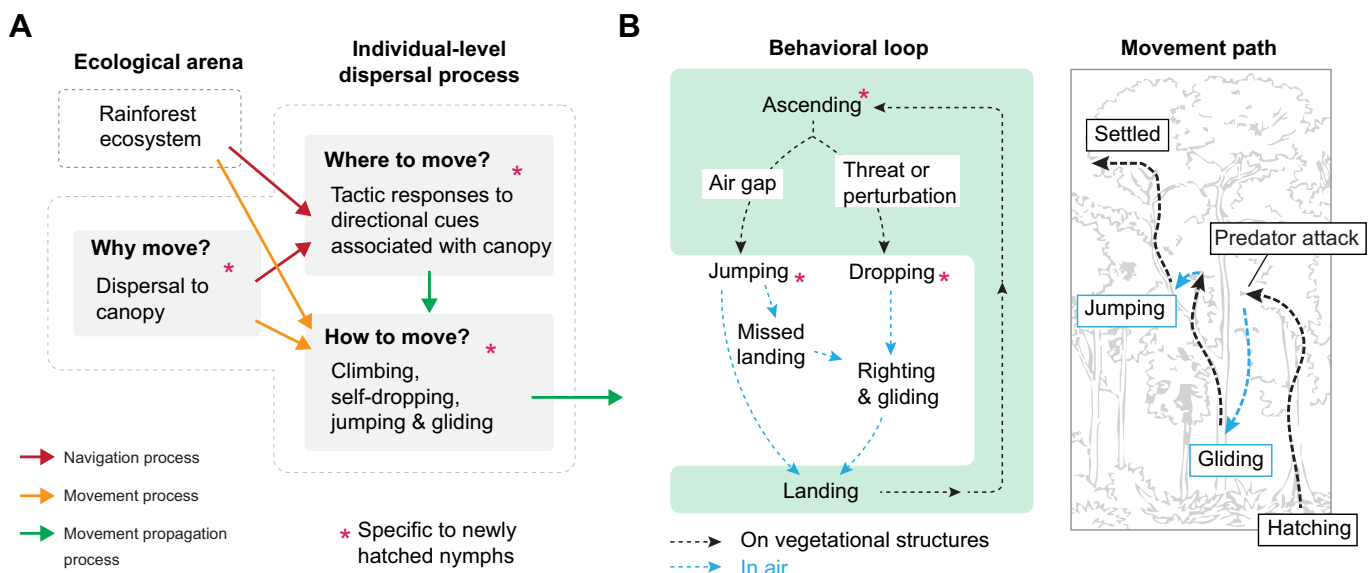 A
Ecological arena
Individual-level
dispersal process
Rainforest
ecosystem
Where to move?
*
Tactic responses to
directional cues
associated with canopy
Why move?
*
Dispersal to
canopy
How to move?
*
Climbing,
self-dropping,
jumping & gliding
Navigation process
Movement process
Movement propagation
process
* Specific to newly
hatched nymphs
B
Behavioral loop
Ascending*
Air gap
Threat or
perturbation
Jumping*
Dropping*
Missed
landing
Righting
& gliding
Landing
On vegetational structures
In air
Movement path
Settled
Predator attack
Jumping
Gliding
Hatching